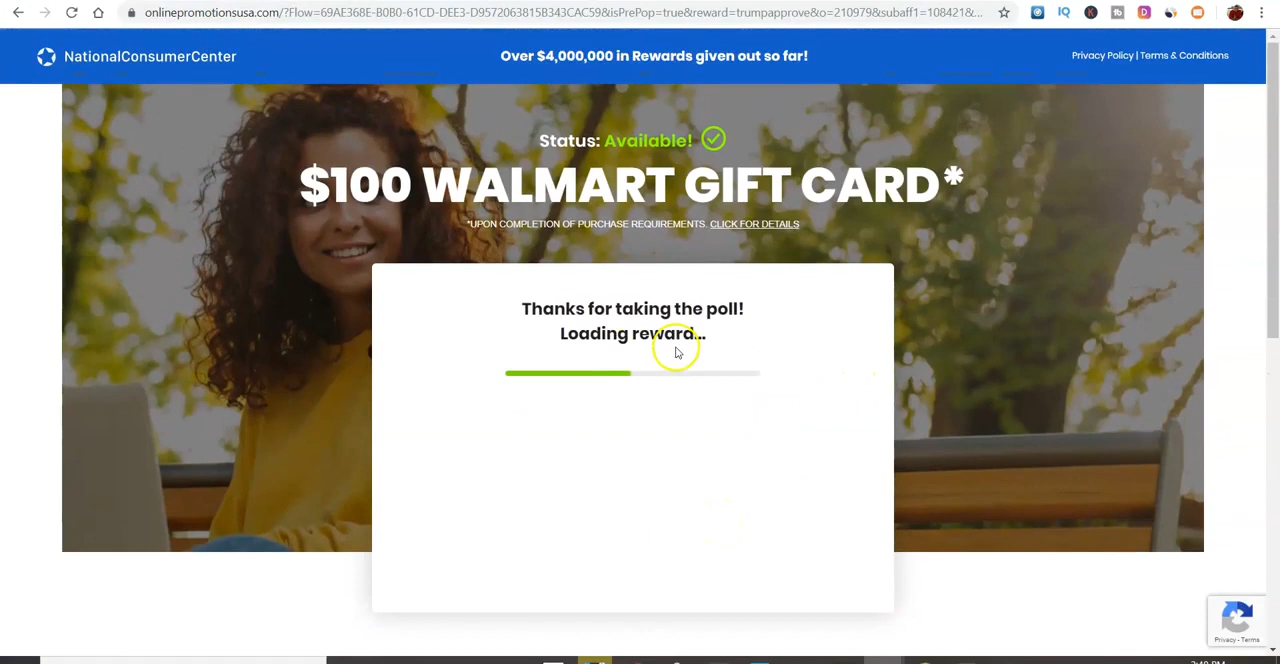 onlinepromotionsusa.com/?Flow=69AE368E-B0B0-61CD-DEE3-D9572063815B343CAC59&isPrePop=true&reward=trumpapprove&o=210979&subaff1=108421&...
NationalConsumerCenter
Over $4,000,000 in Rewards given out so far!
Privacy Policy | Terms & Conditions
Status: Available!
$100 WALMART GIFT CARD*
*UPON COMPLETION OF PURCHASE REQUIREMENTS. CLICK FOR DETAILS
Thanks for taking the poll!
Loading reward...
Privacy - Terms